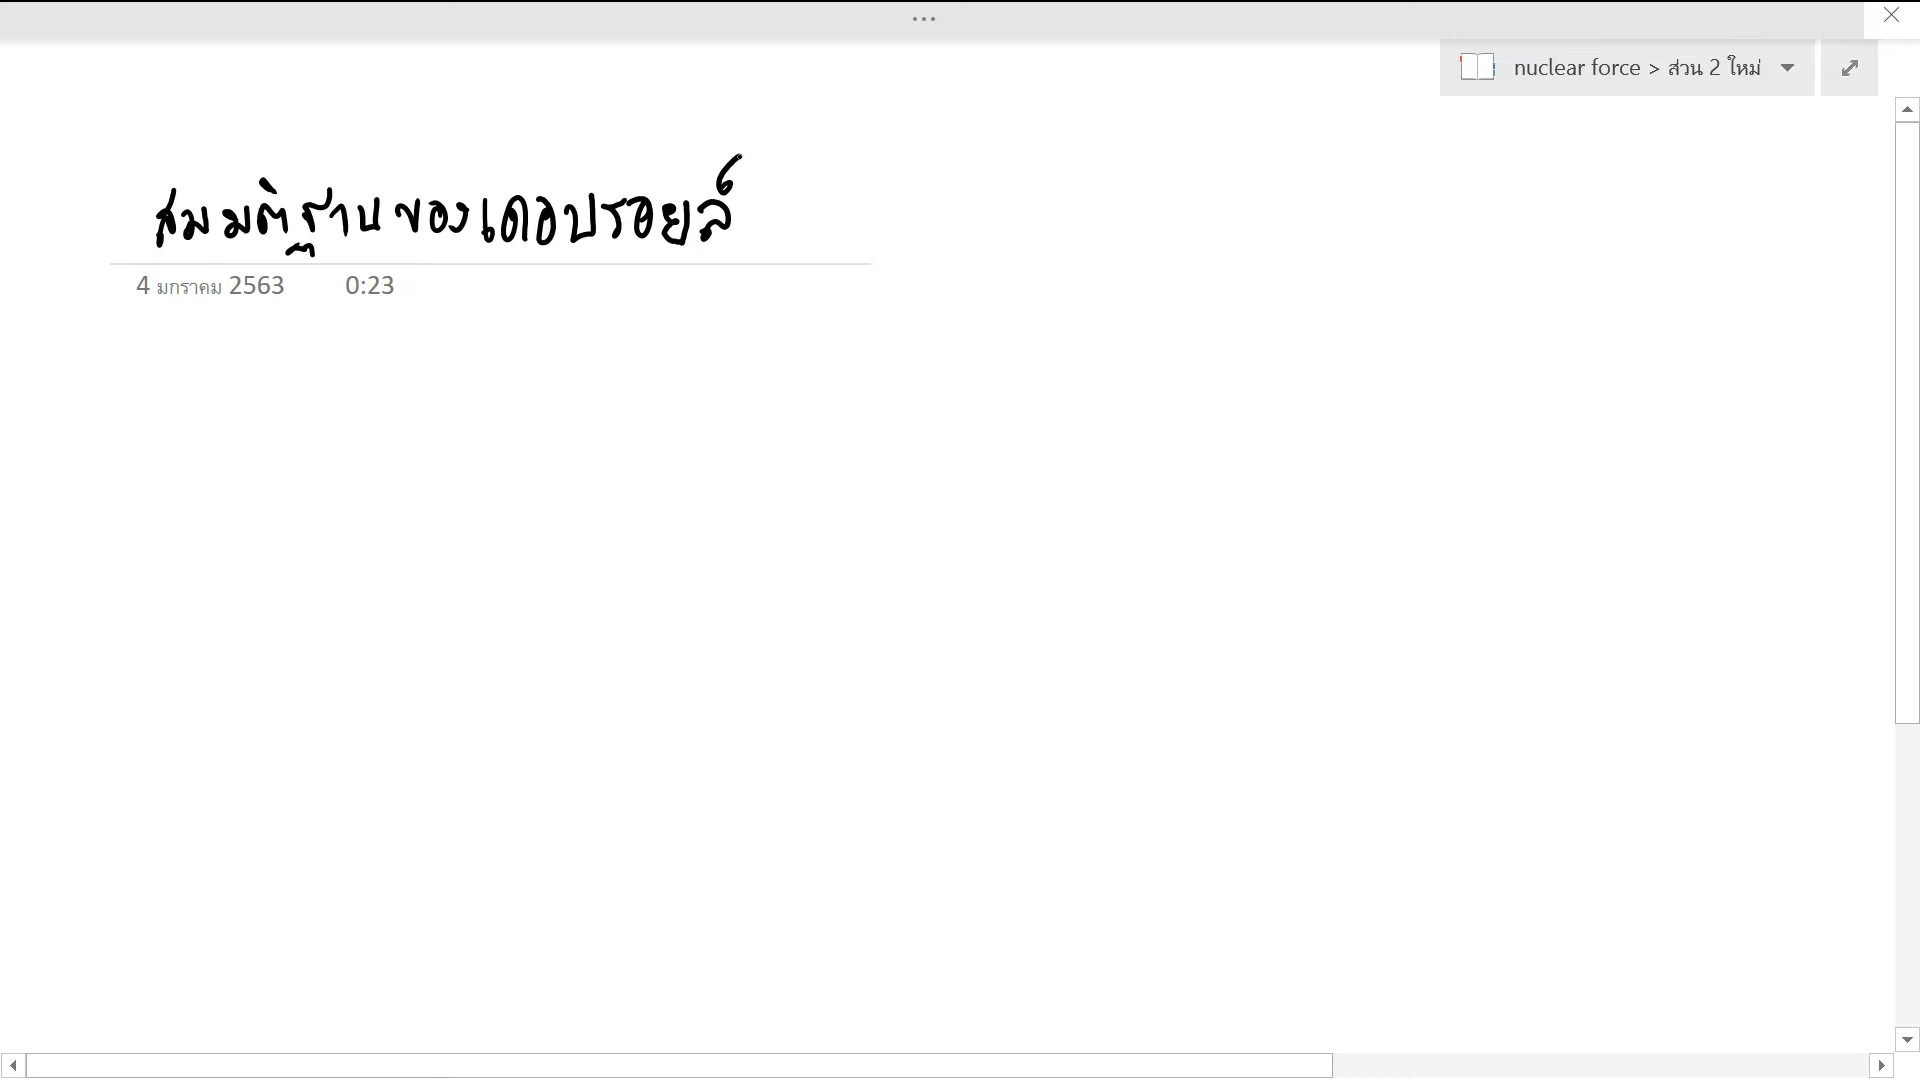 nuclear force > ส่วน 2 ใหม่
สมมติฐานของเดอบรอยล์
4 มกราคม 2563 0:23